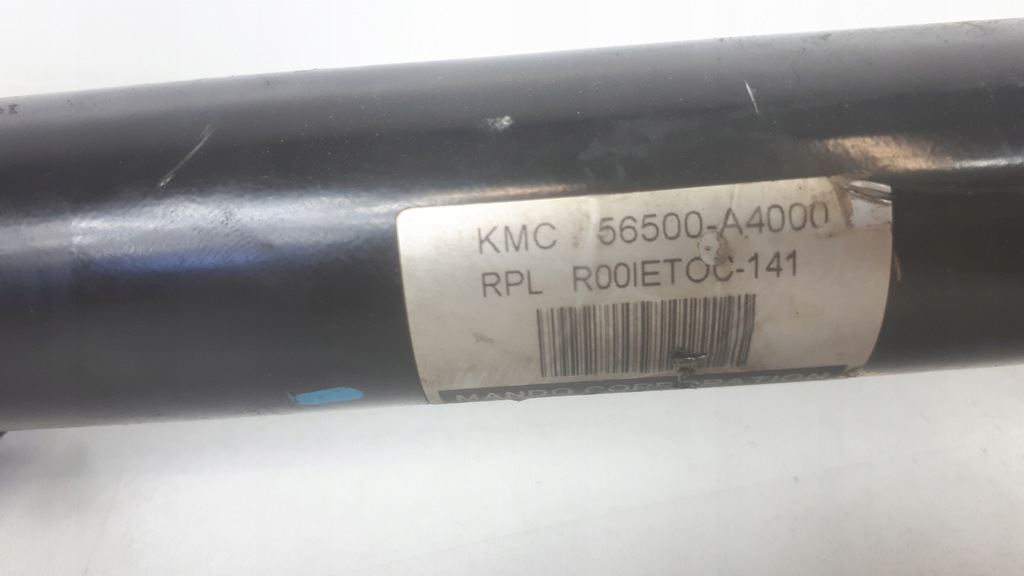 KMC 56500-A4000
RPL R00IETOC-141
MANDO CORPORATION